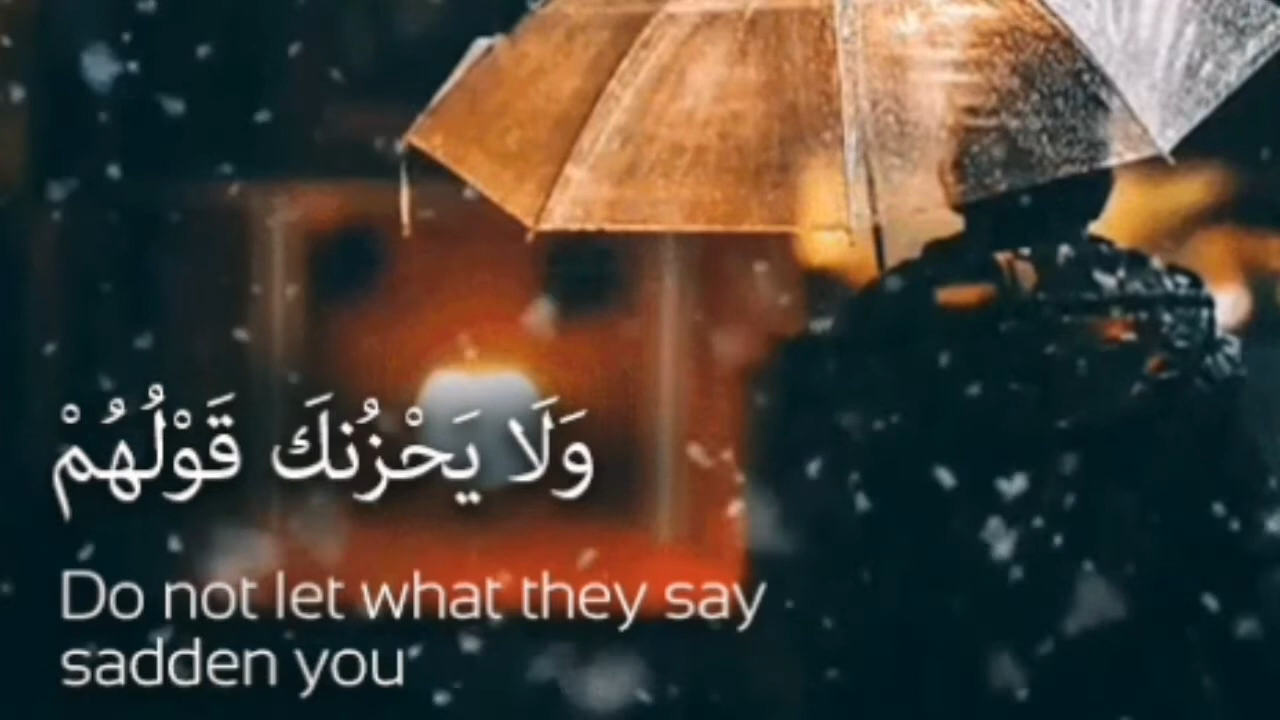 وَلَا يَحْزُنكَ قَوْلُهُمْ
Do not let what they say
sadden you